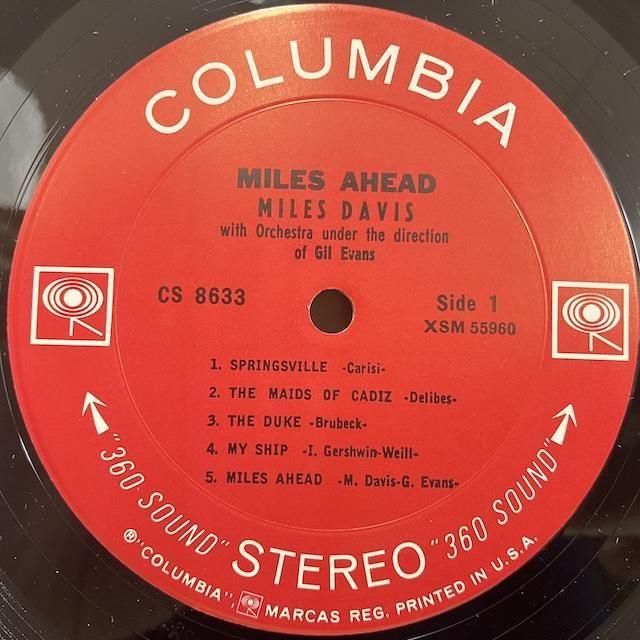 COLUMBIA
MILES AHEAD
MILES DAVIS
with Orchestra under the direction
of Gil Evans
CS 8633
Side 1
XSM 55960
1. SPRINGSVILLE -Carisi-
2. THE MAIDS OF CADIZ -Delibes-
3. THE DUKE -Brubeck-
4. MY SHIP -I. Gershwin-Weill-
5. MILES AHEAD -M. Davis-G. Evans-
"360 SOUND" STEREO "360 SOUND"
® "COLUMBIA", MARCAS REG. PRINTED IN U.S.A.